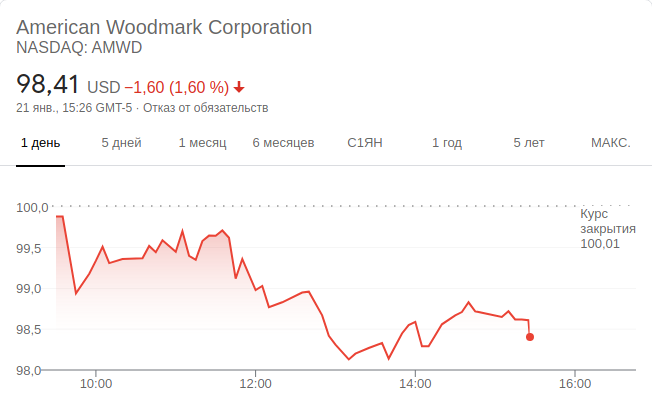 American Woodmark Corporation
NASDAQ: AMWD
98,41 USD −1,60 (1,60 %)
21 янв., 15:26 GMT-5 · Отказ от обязательств
1 день 5 дней 1 месяц 6 месяцев С1ЯН 1 год 5 лет МАКС.
100,0
Курс
закрытия
100,01
99,5
99,0
98,5
98,0
10:00 12:00 14:00 16:00